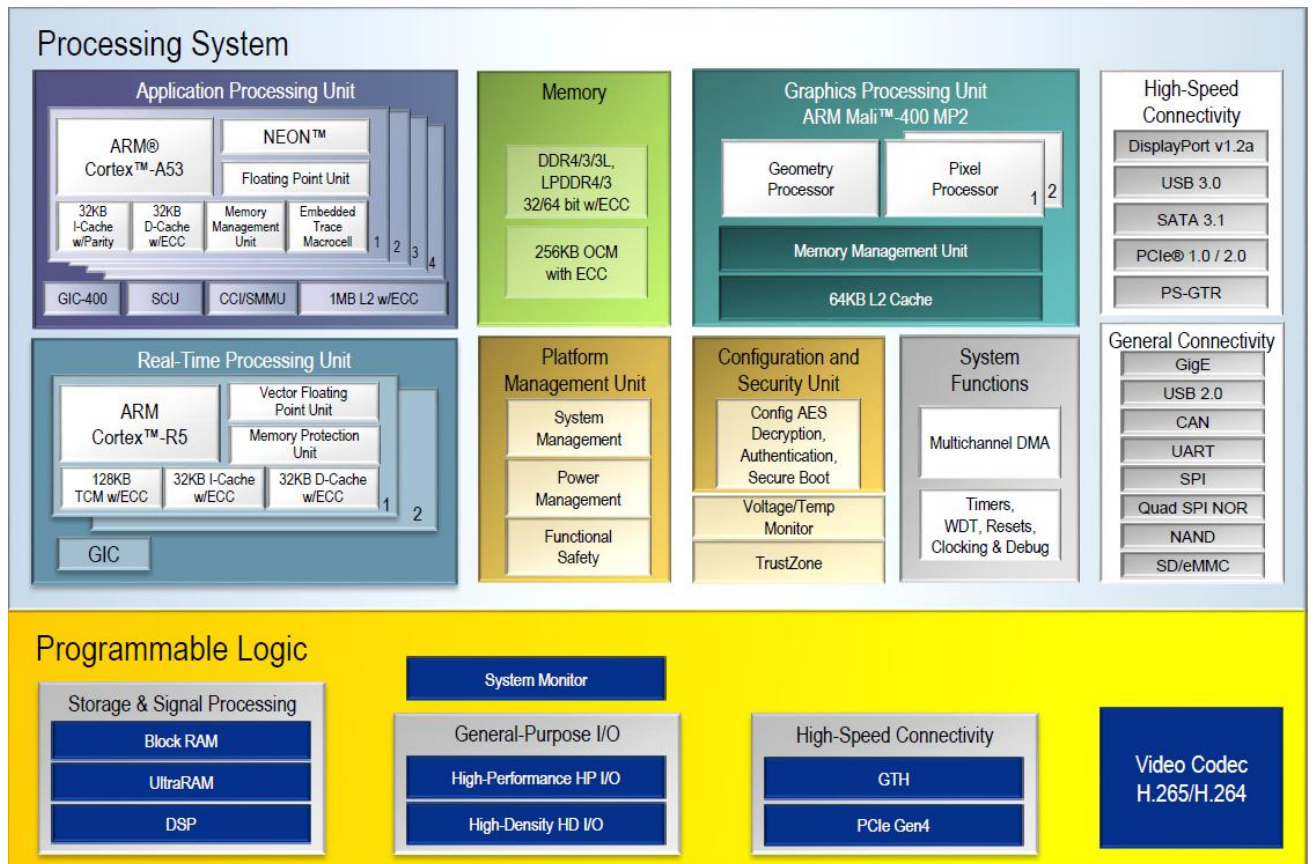 Processing System
Application Processing Unit
ARM®
Cortex™-A53
NEON™
Floating Point Unit
32KB
I-Cache
w/Parity
32KB
D-Cache
w/ECC
Memory
Management
Unit
Embedded
Trace
Macrocell
1
2
3
4
GIC-400
SCU
CCI/SMMU
1MB L2 w/ECC
Memory
DDR4/3/3L,
LPDDR4/3
32/64 bit w/ECC
256KB OCM
with ECC
Graphics Processing Unit
ARM Mali™-400 MP2
Geometry
Processor
Pixel
Processor
1
2
Memory Management Unit
64KB L2 Cache
High-Speed
Connectivity
DisplayPort v1.2a
USB 3.0
SATA 3.1
PCIe® 1.0 / 2.0
PS-GTR
Real-Time Processing Unit
ARM
Cortex™-R5
Vector Floating
Point Unit
Memory Protection
Unit
128KB
TCM w/ECC
32KB I-Cache
w/ECC
32KB D-Cache
w/ECC
1
2
GIC
Platform
Management Unit
System
Management
Power
Management
Functional
Safety
Configuration and
Security Unit
Config AES
Decryption,
Authentication,
Secure Boot
Voltage/Temp
Monitor
TrustZone
System
Functions
Multichannel DMA
Timers,
WDT, Resets,
Clocking & Debug
General Connectivity
GigE
USB 2.0
CAN
UART
SPI
Quad SPI NOR
NAND
SD/eMMC
Programmable Logic
Storage & Signal Processing
Block RAM
UltraRAM
DSP
System Monitor
General-Purpose I/O
High-Performance HP I/O
High-Density HD I/O
High-Speed Connectivity
GTH
PCIe Gen4
Video Codec
H.265/H.264